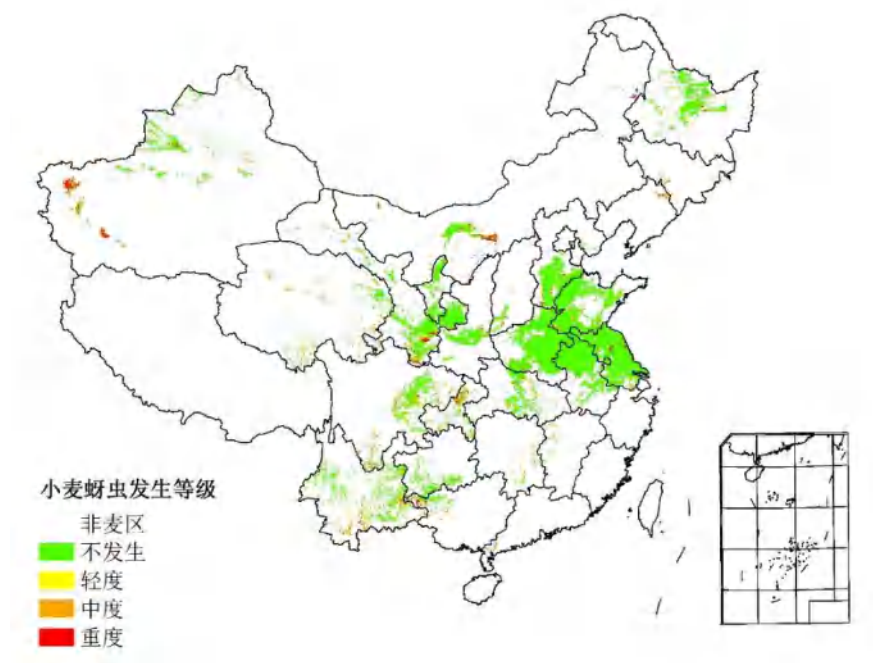 小麦蚜虫发生等级
非麦区
不发生
轻度
中度
重度